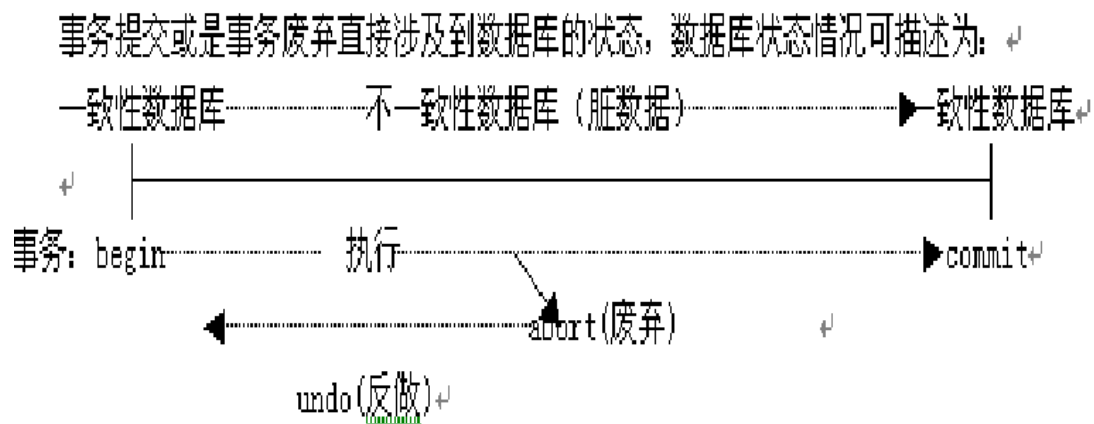 事务提交或是事务废弃直接涉及到数据库的状态，数据库状态情况可描述为：
一致性数据库 不一致性数据库（脏数据） 一致性数据库
事务：begin 执行 commit
abort(废弃)
undo(反做)